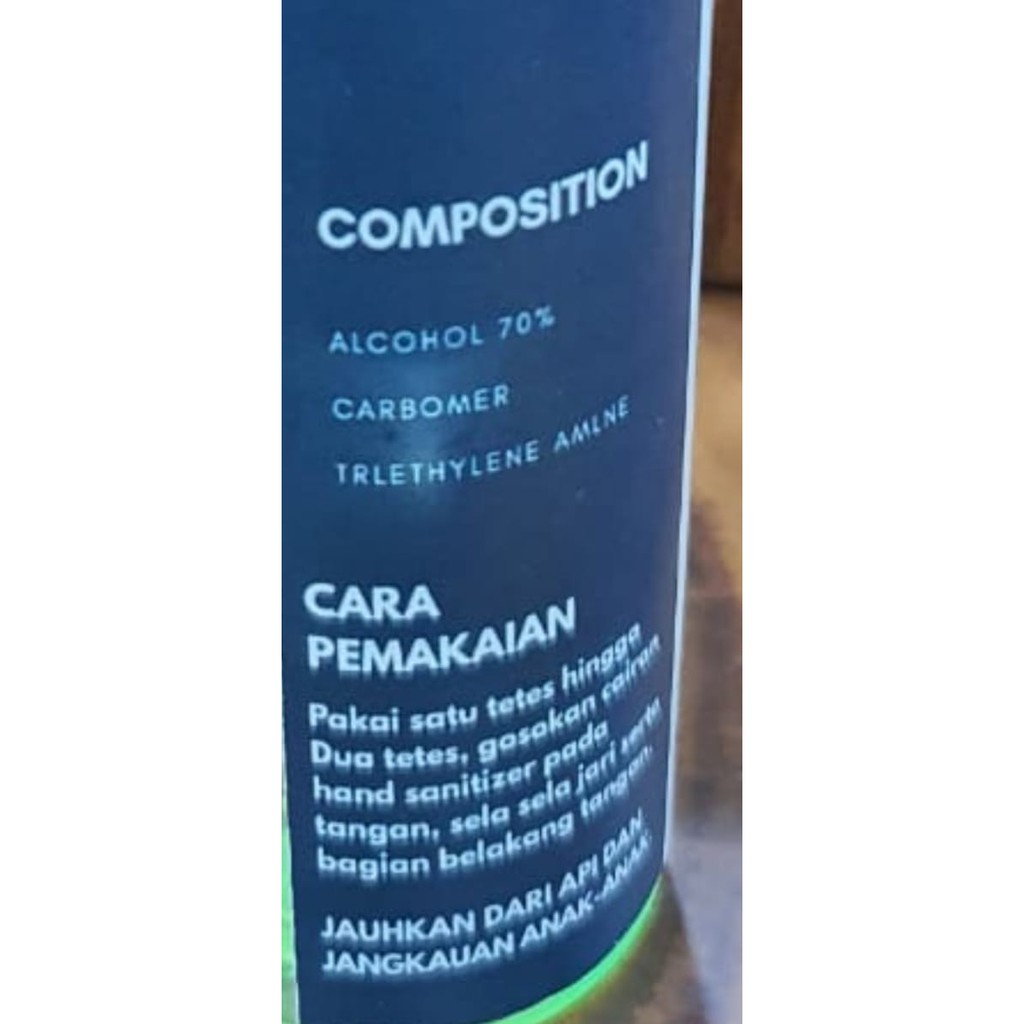 COMPOSITION
ALCOHOL 70%
CARBOMER
TRLETHYLENE AMLNE
CARA
PEMAKAIAN
Pakai satu tetes hingga
Dua tetes, gosokan cairan
hand sanitizer pada
tangan, sela sela jari serta
bagian belakang tangan.
JAUHKAN DARI API DAN
JANGKAUAN ANAK-ANAK.